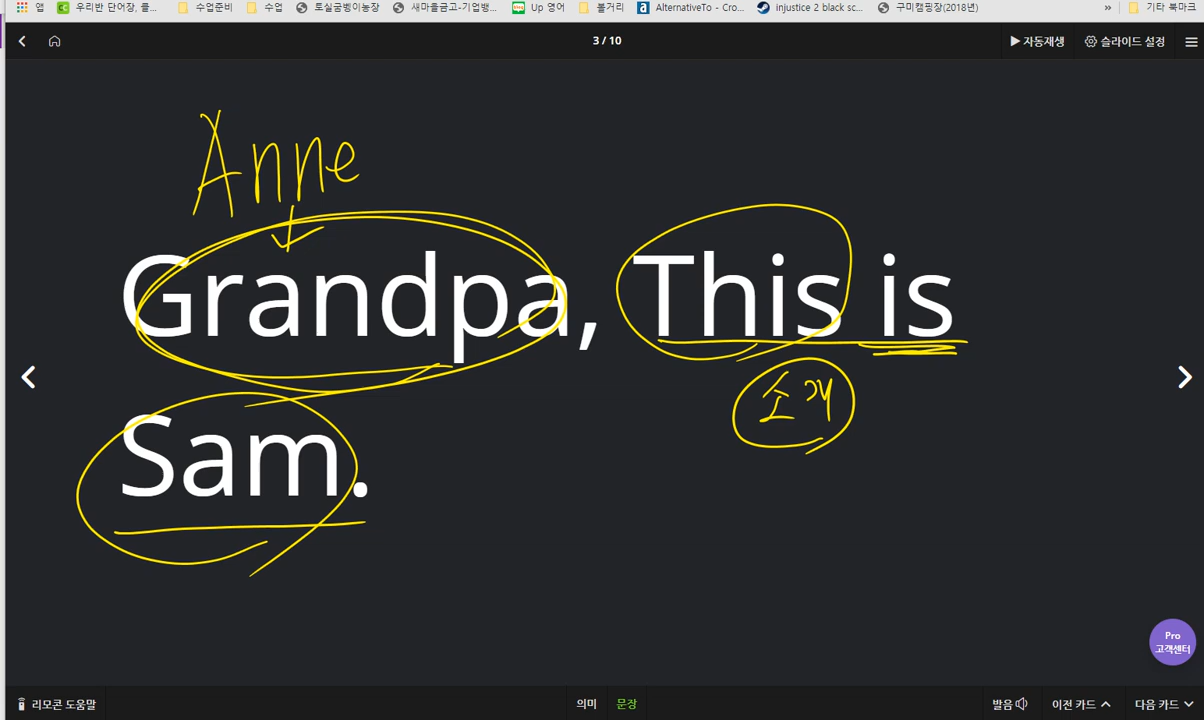 앱 우리반 단어장, 클... 수업준비 수업 토실굼벵이농장 새마을금고-기업뱅... Up 영어 볼거리 AlternativeTo - Cro... injustice 2 black sc... 구미캠핑장(2018년) » 기타 북마크
3 / 10 자동재생 슬라이드 설정
Anne
Grandpa, This is
소개
Sam.
Pro
고객센터
리모콘 도움말 의미 문장 발음 이전 카드 다음 카드